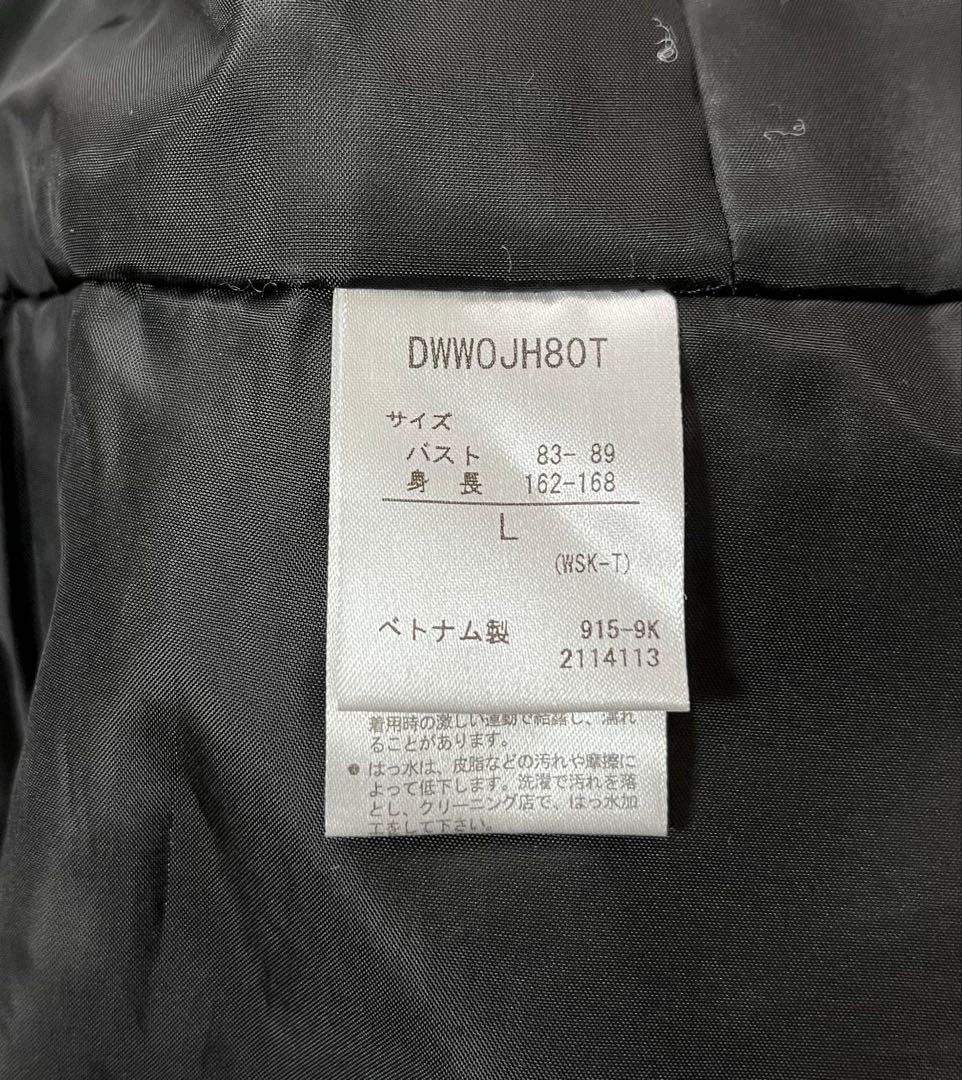 DWWOJH80T
サイズ
バスト 83- 89
身 長 162-168
L
(WSK-T)
ベトナム製 915-9K
2114113
着用時の激しい運動で結露し、濡れ
ることがあります。
● はっ水は、皮脂などの汚れや摩擦に
よって低下します。洗濯で汚れを落
とし、クリーニング店で、はっ水加
工をして下さい。